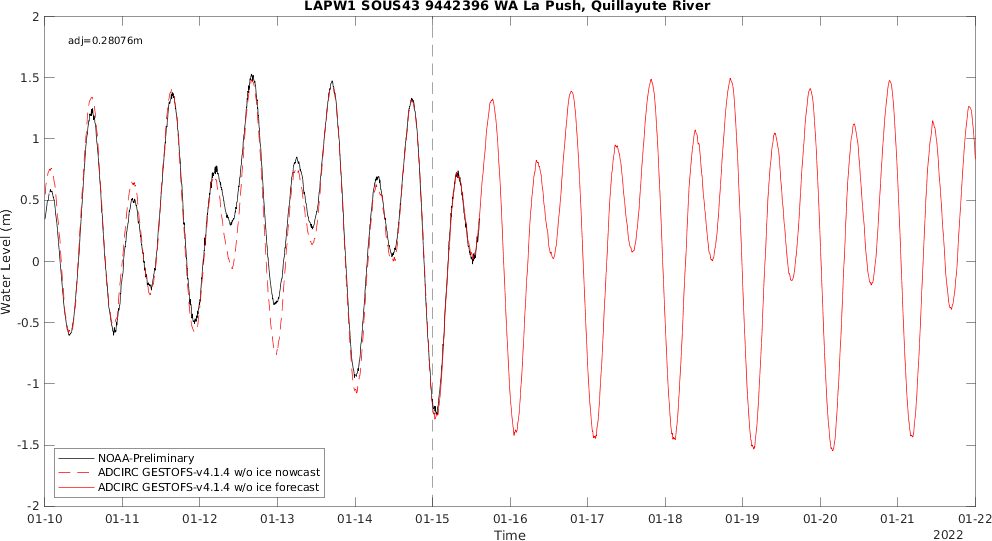 LAPW1 SOUS43 9442396 WA La Push, Quillayute River
adj=0.28076m
2
1.5
1
0.5
0
-0.5
-1
-1.5
-2
Water Level (m)
NOAA-Preliminary
ADCIRC GESTOFS-v4.1.4 w/o ice nowcast
ADCIRC GESTOFS-v4.1.4 w/o ice forecast
01-10 01-11 01-12 01-13 01-14 01-15 01-16 01-17 01-18 01-19 01-20 01-21 01-22
Time
2022